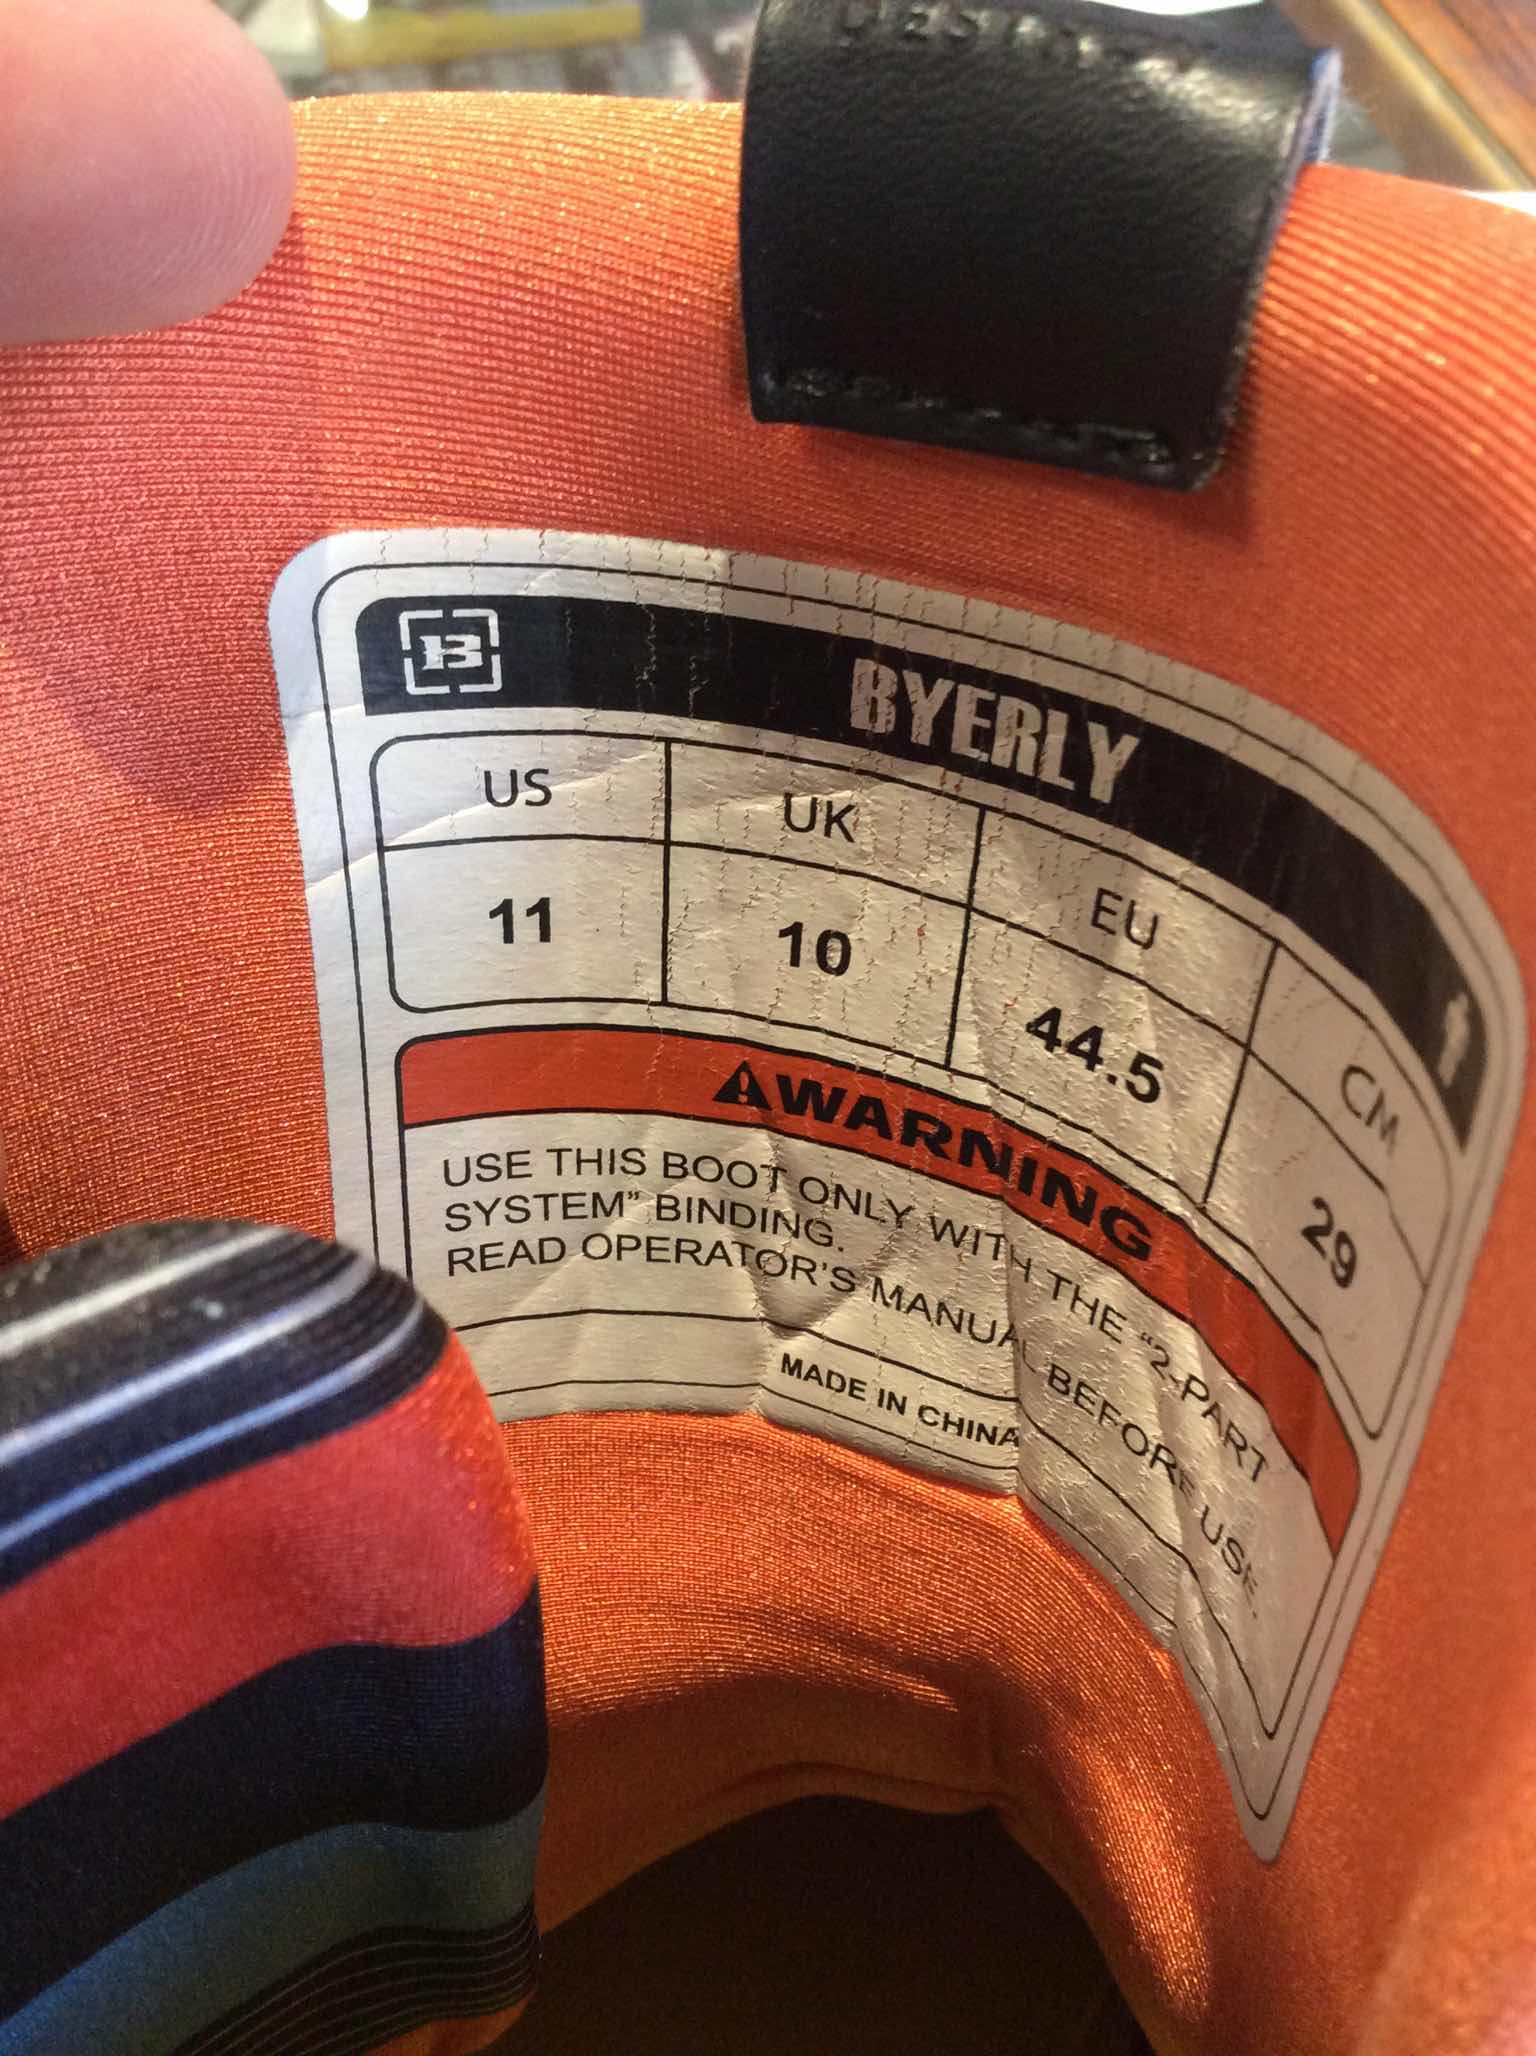 B BYERLY
US UK EU CM
11 10 44.5 29
WARNING
USE THIS BOOT ONLY WITH THE "2-PART
SYSTEM" BINDING.
READ OPERATOR'S MANUAL BEFORE USE.
MADE IN CHINA